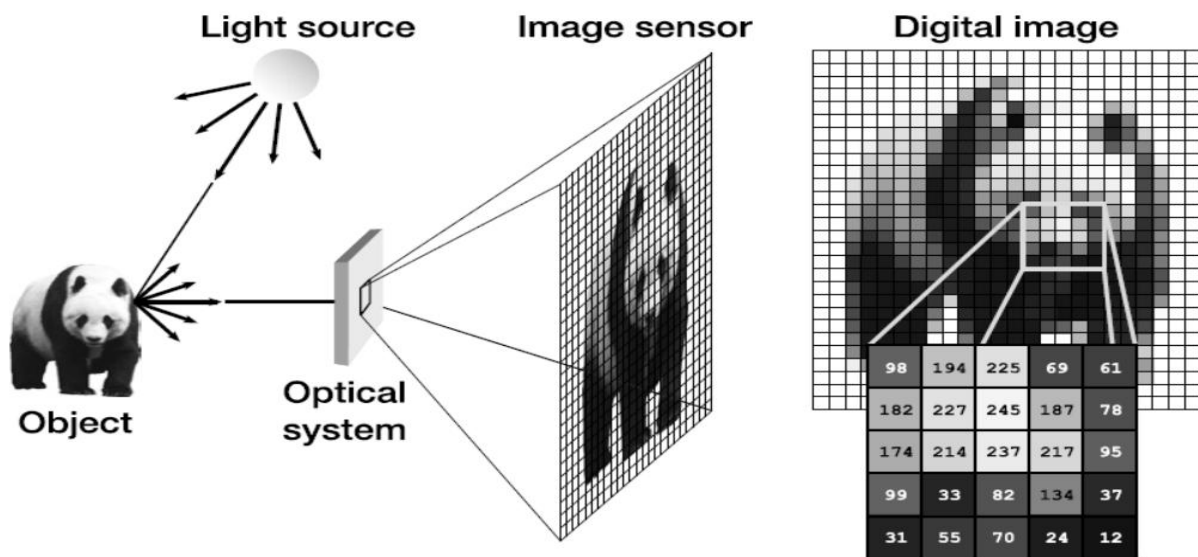 Light source
Image sensor
Digital image
Object
Optical
system
98 194 225 69 61
182 227 245 187 78
174 214 237 217 95
99 33 82 134 37
31 55 70 24 12